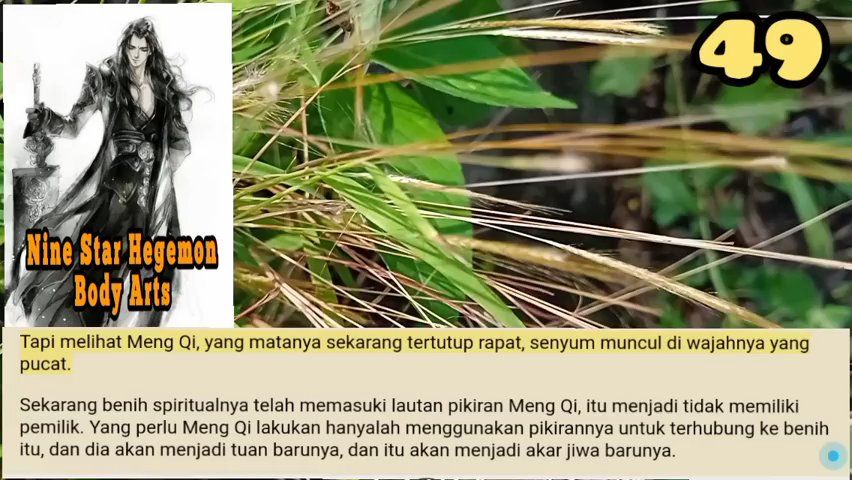 49
Nine Star Hegemon
Body Arts
Tapi melihat Meng Qi, yang matanya sekarang tertutup rapat, senyum muncul di wajahnya yang
pucat.
Sekarang benih spiritualnya telah memasuki lautan pikiran Meng Qi, itu menjadi tidak memiliki
pemilik. Yang perlu Meng Qi lakukan hanyalah menggunakan pikirannya untuk terhubung ke benih
itu, dan dia akan menjadi tuan barunya, dan itu akan menjadi akar jiwa barunya.